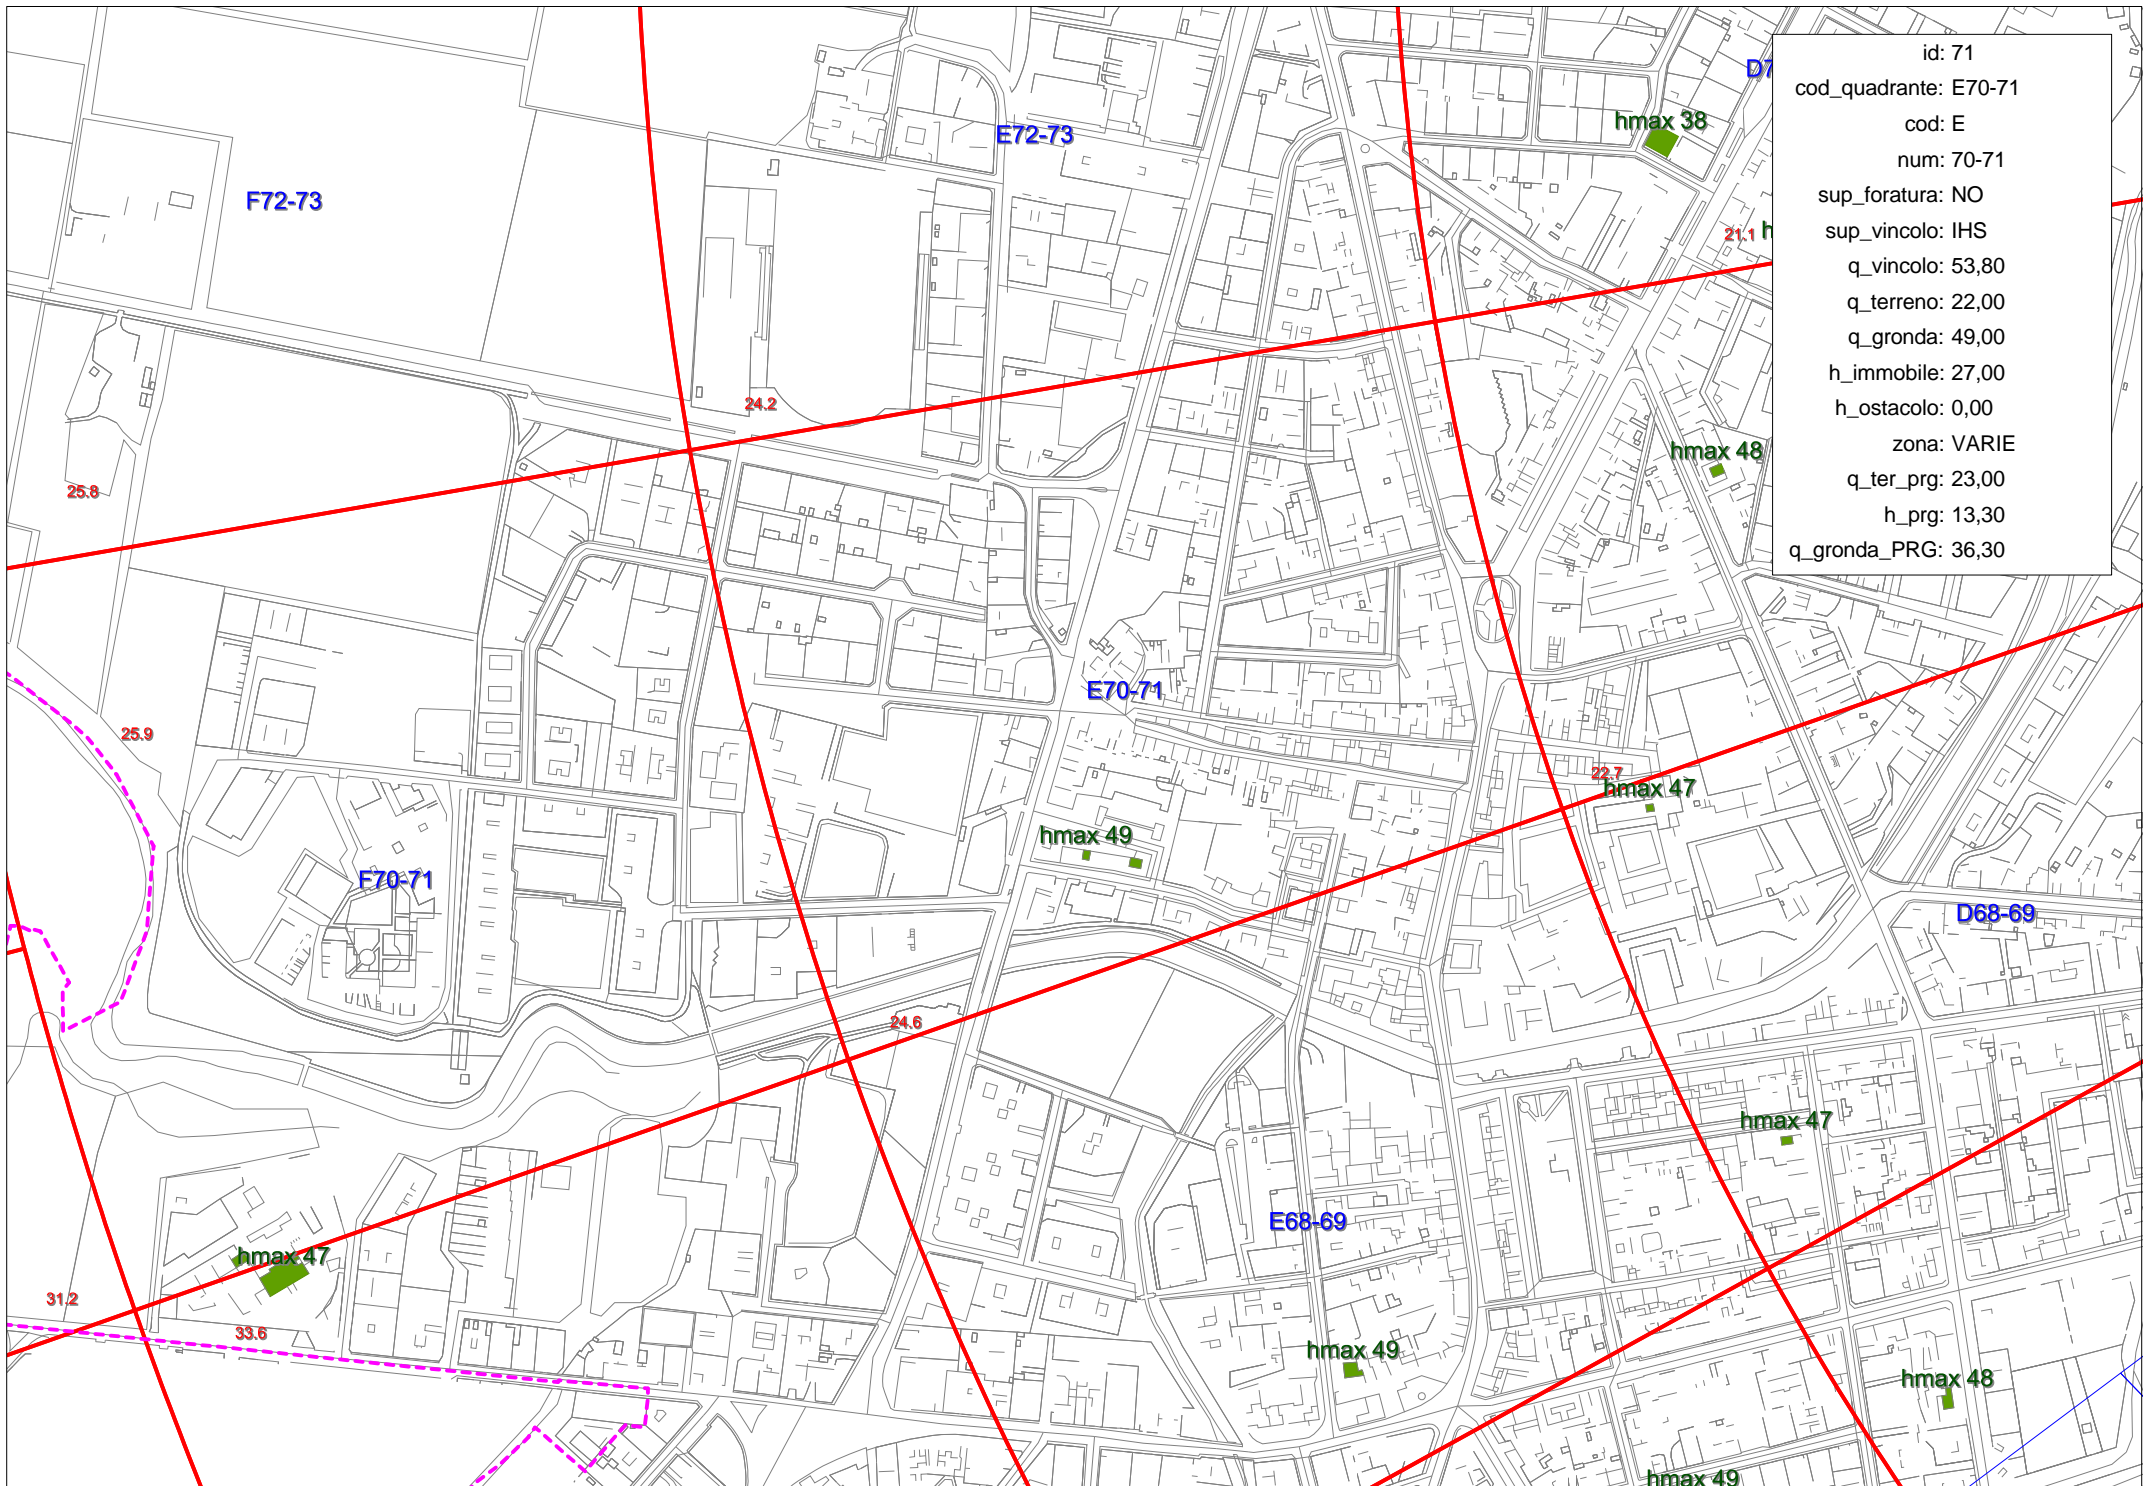 id: 71
cod_quadrante: E70-71
cod: E
num: 70-71
sup_foratura: NO
sup_vincolo: IHS
q_vincolo: 53,80
q_terreno: 22,00
q_gronda: 49,00
h_immobile: 27,00
h_ostacolo: 0,00
zona: VARIE
q_ter_prg: 23,00
h_prg: 13,30
q_gronda_PRG: 36,30
D7
hmax 38
E72-73
F72-73
21.1 h
24.2
hmax 48
25.8
E70-71
25.9
22.7
hmax 47
hmax 49
F70-71
D68-69
24.6
hmax 47
E68-69
hmax 47
31.2
33.6
hmax 49
hmax 48
hmax 49